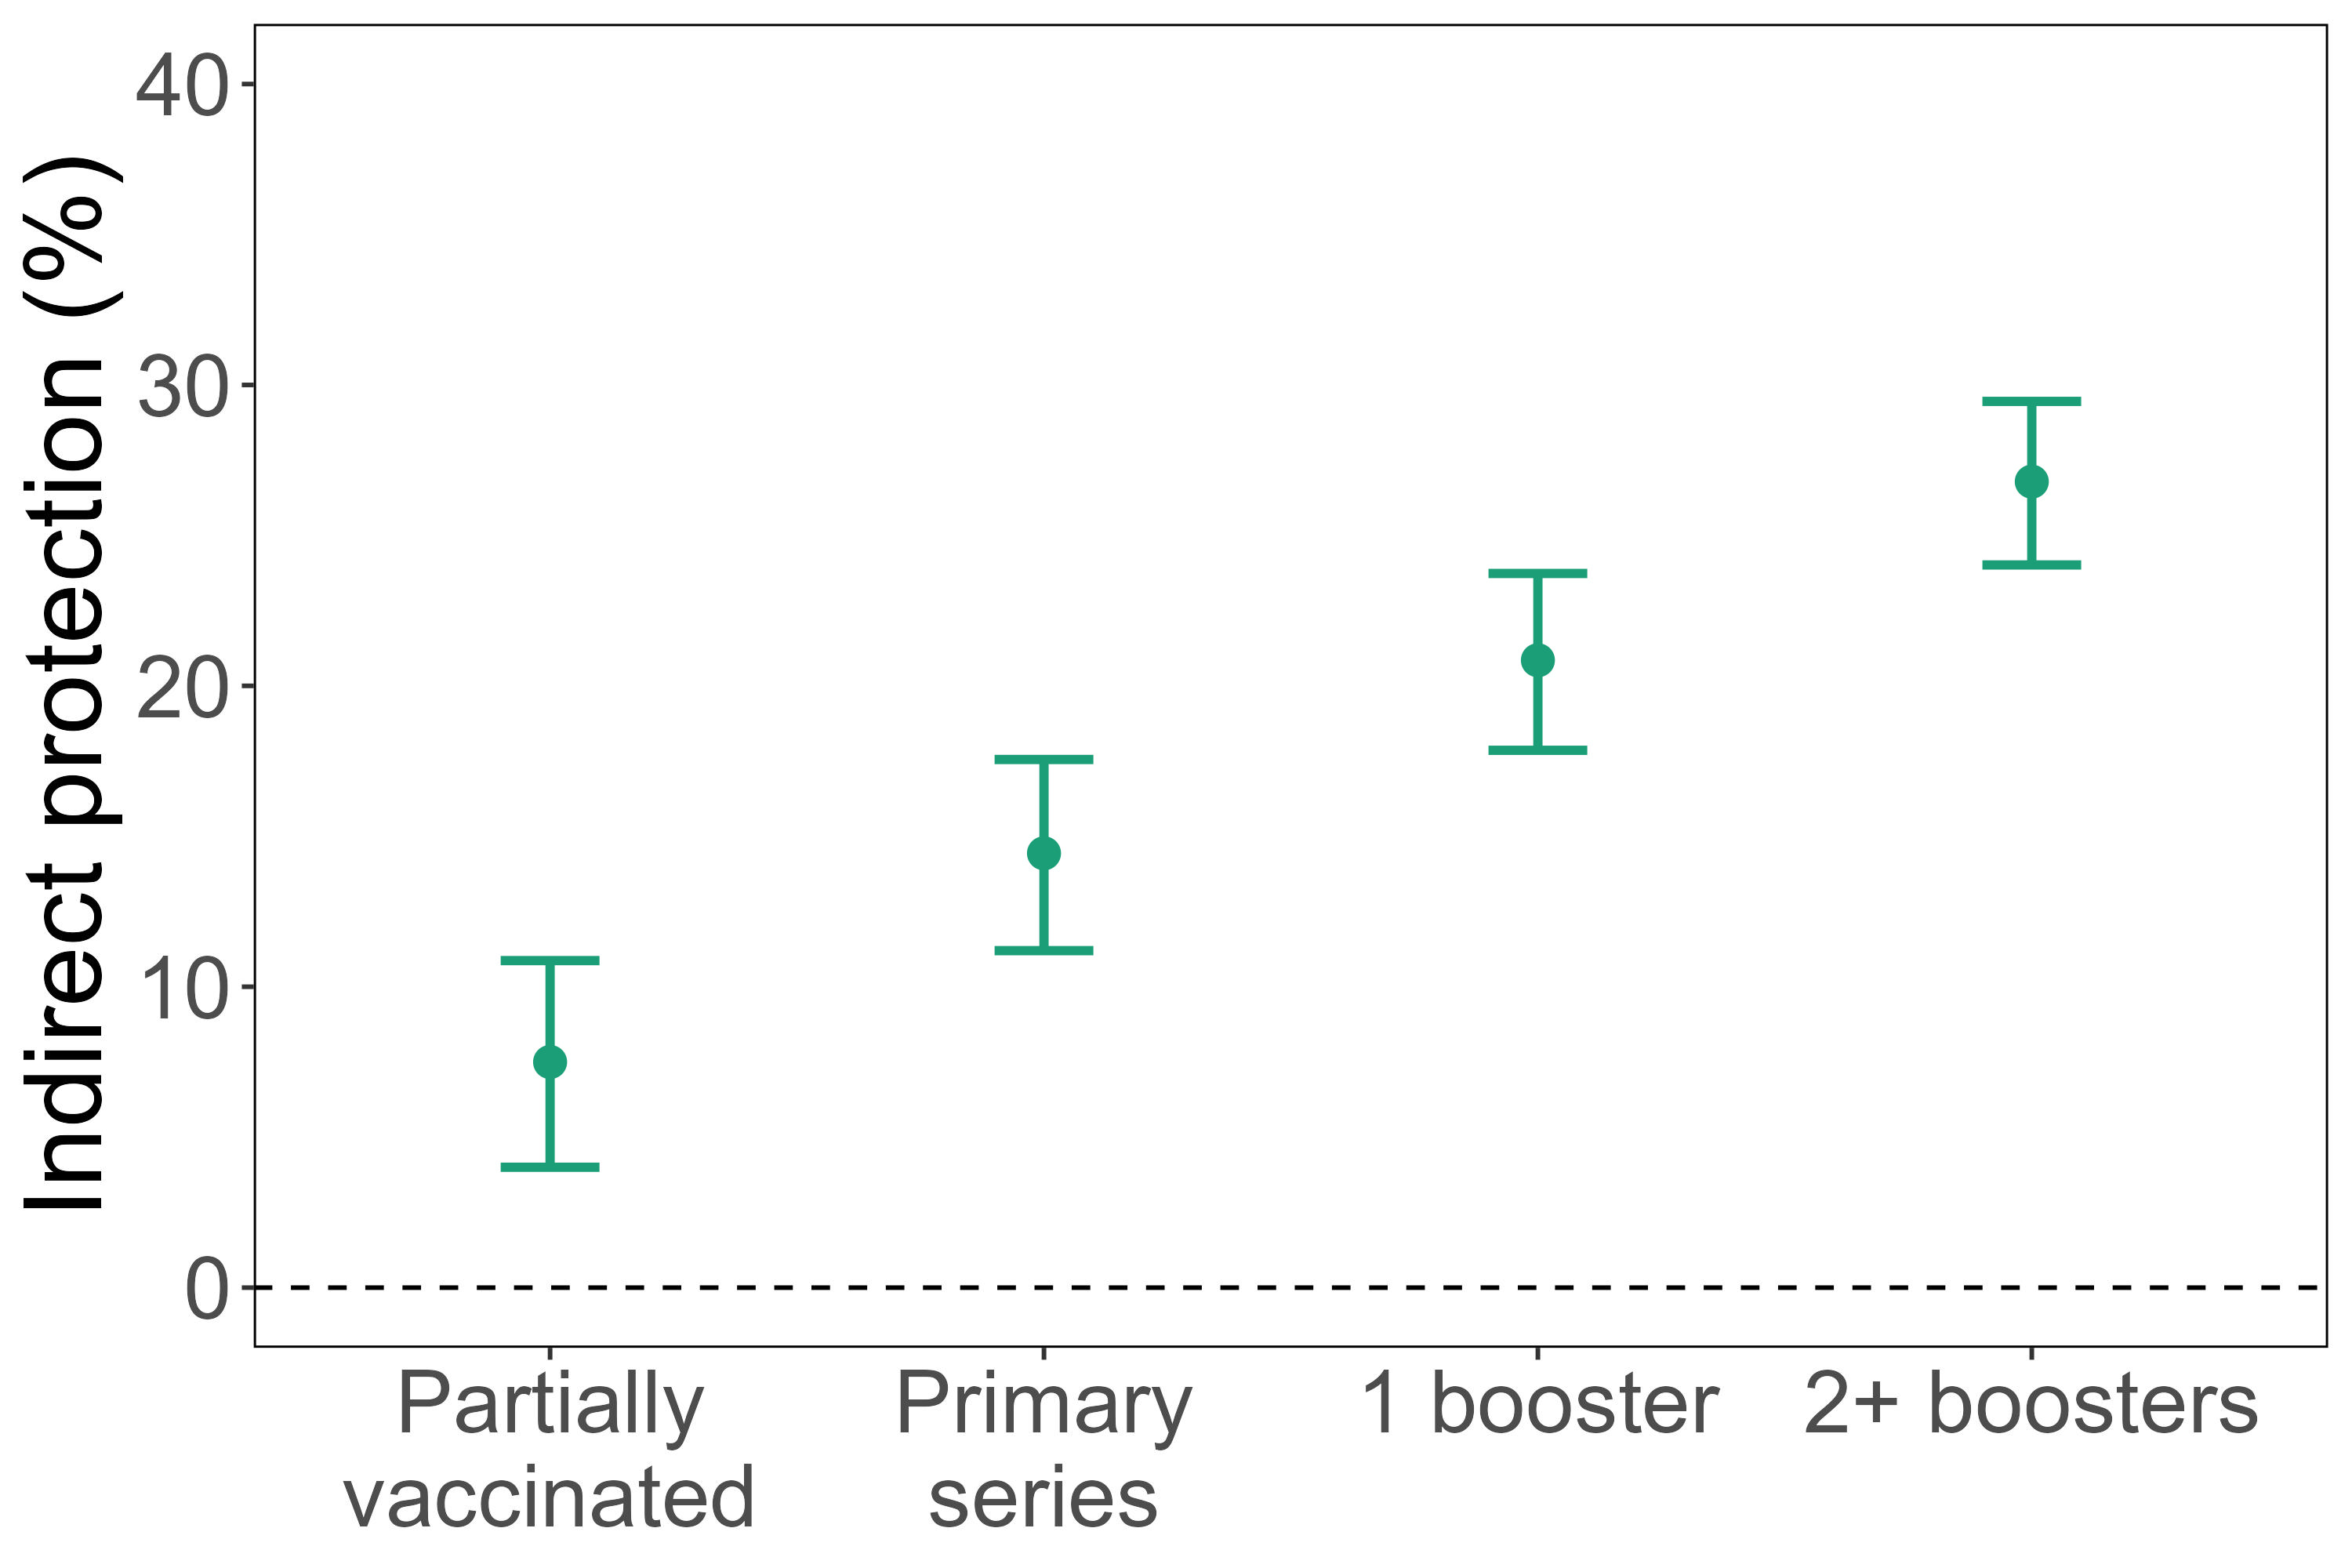 Indirect protection (%)
40
30
20
10
0
Partially
vaccinated
Primary
series
1 booster
2+ boosters